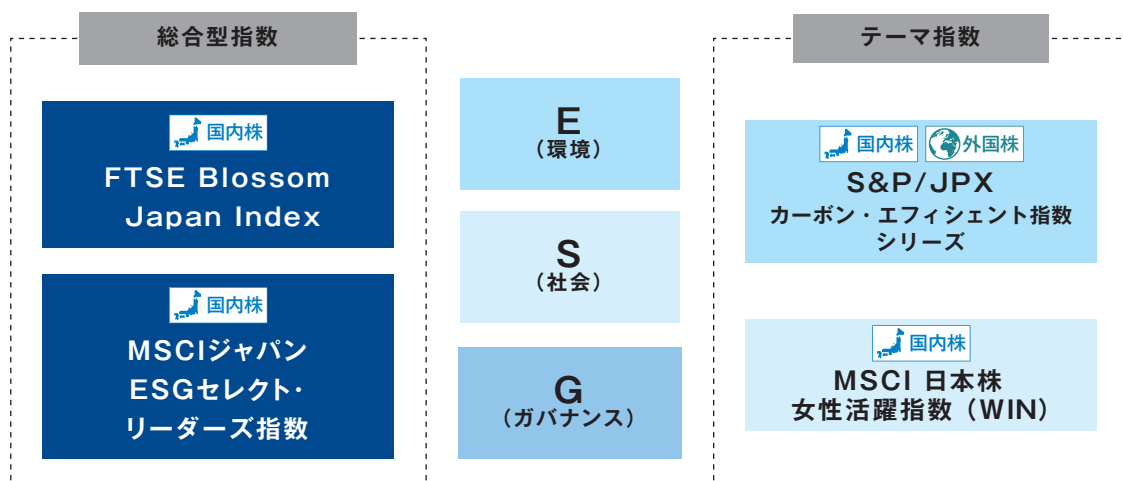 総合型指数
国内株
FTSE Blossom
Japan Index
国内株
MSCIジャパン
ESGセレクト・
リーダーズ指数
E
(環境)
S
(社会)
G
(ガバナンス)
テーマ指数
国内株 外国株
S&P/JPX
カーボン・エフィシェント指数
シリーズ
国内株
MSCI 日本株
女性活躍指数(WIN)